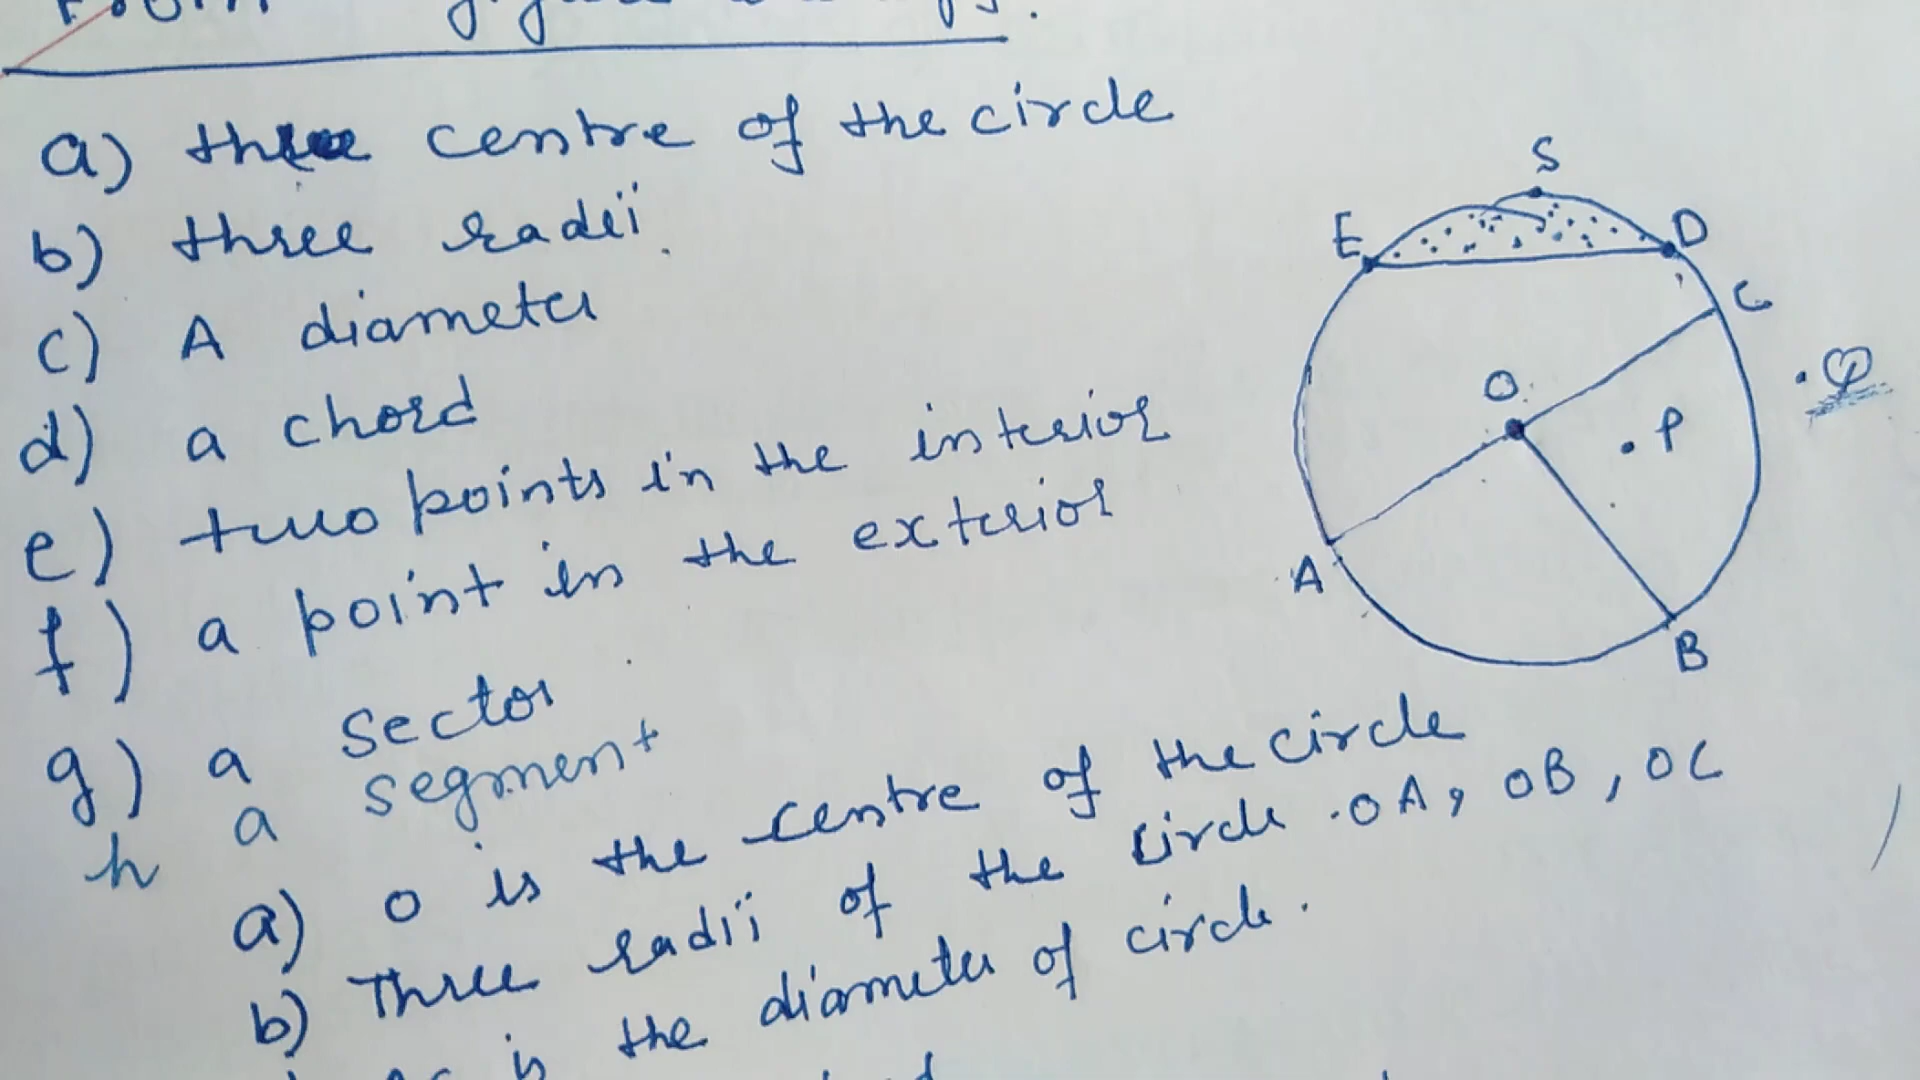 a) the centre of the circle
b) three radii.
c) A diameter
d) a chord
e) two points in the interior
f) a point in the exterior
g) a sector
h a segment
S
E
D
C
O
P
Q
A
B
a) O is the centre of the circle
b) Three radii of the circle . OA, OB, OC
is the diameter of circle.